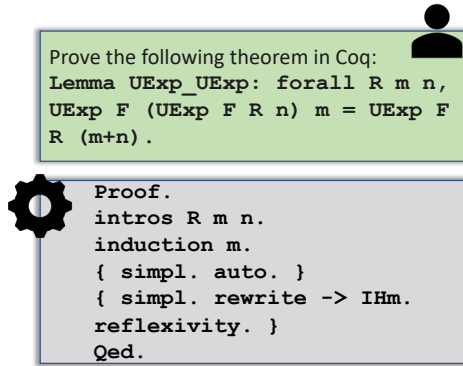 Prove the following theorem in Coq:
Lemma UExp_UExp: forall R m n,
UExp F (UExp F R n) m = UExp F
R (m+n).
Proof.
intros R m n.
induction m.
{ simpl. auto. }
{ simpl. rewrite -> IHm.
reflexivity. }
Qed.